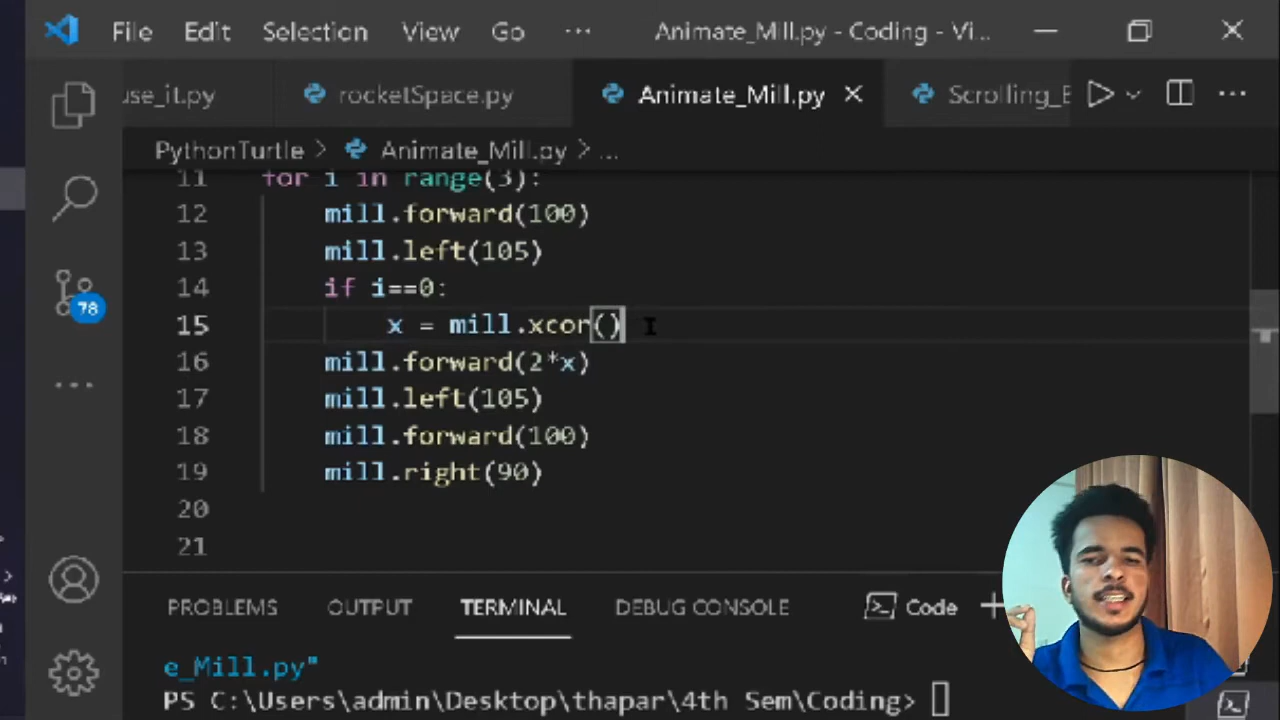 File Edit Selection View Go ··· Animate_Mill.py - Coding - Vi...
use_it.py rocketSpace.py Animate_Mill.py Scrolling_
PythonTurtle > Animate_Mill.py > ...
11 for i in range(3):
12 mill.forward(100)
13 mill.left(105)
14 if i==0:
15 x = mill.xcor()
16 mill.forward(2*x)
17 mill.left(105)
18 mill.forward(100)
19 mill.right(90)
20
21
78
PROBLEMS OUTPUT TERMINAL DEBUG CONSOLE Code
e_Mill.py"
PS C:\Users\admin\Desktop\thapar\4th Sem\Coding>